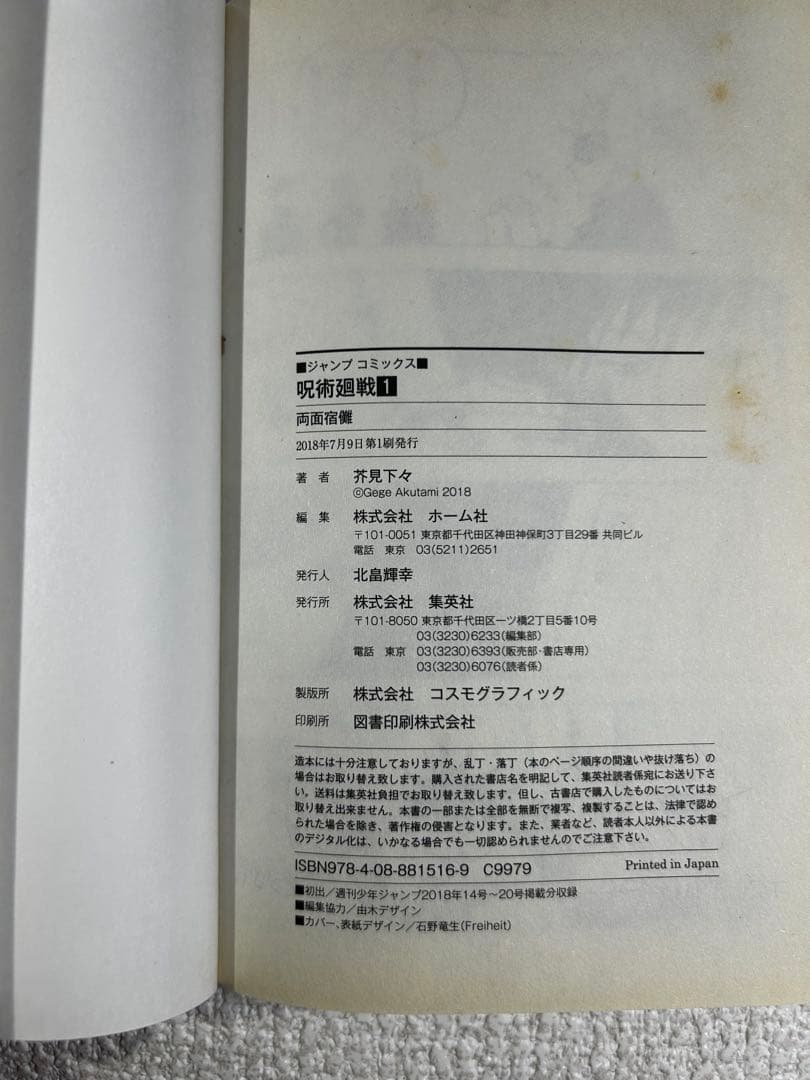 ■ジャンプ コミックス■
呪術廻戦1
両面宿儺
2018年7月9日第1刷発行
著 者 芥見下々
©Gege Akutami 2018
編 集 株式会社 ホーム社
〒101-0051 東京都千代田区神田神保町3丁目29番 共同ビル
電話 東京 03(5211)2651
発行人 北畠輝幸
発行所 株式会社 集英社
〒101-8050 東京都千代田区一ツ橋2丁目5番10号
03(3230)6233(編集部)
電話 東京 03(3230)6393(販売部・書店専用)
03(3230)6076(読者係)
製版所 株式会社 コスモグラフィック
印刷所 図書印刷株式会社
造本には十分注意しておりますが、乱丁・落丁(本のページ順序の間違いや抜け落ち)の
場合はお取り替え致します。購入された書店名を明記して、集英社読者係宛にお送り下さ
い。送料は集英社負担でお取り替え致します。但し、古書店で購入したものについてはお
取り替え出来ません。本書の一部または全部を無断で複写、複製することは、法律で認め
られた場合を除き、著作権の侵害となります。また、業者など、読者本人以外による本書
のデジタル化は、いかなる場合でも一切認められませんのでご注意下さい。
ISBN978-4-08-881516-9 C9979 Printed in Japan
■初出/週刊少年ジャンプ2018年14号〜20号掲載分収録
■編集協力/由木デザイン
■カバー、表紙デザイン/石野竜生(Freiheit)